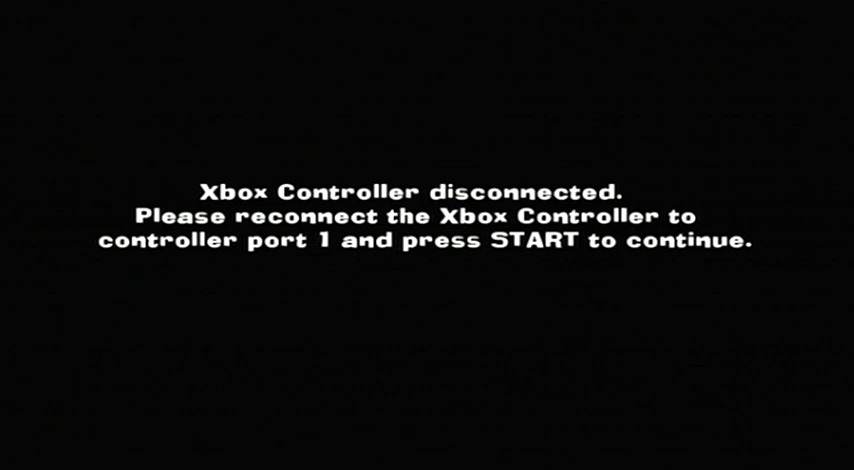 Xbox Controller disconnected.
Please reconnect the Xbox Controller to
controller port 1 and press START to continue.